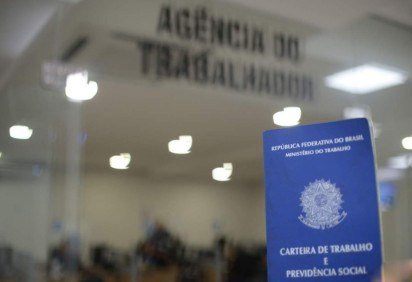 AGÊNCIA DO
TRABALHADOR
REPÚBLICA FEDERATIVA DO BRASIL
MINISTÉRIO DO TRABALHO
CARTEIRA DE TRABALHO
E
PREVIDÊNCIA SOCIAL